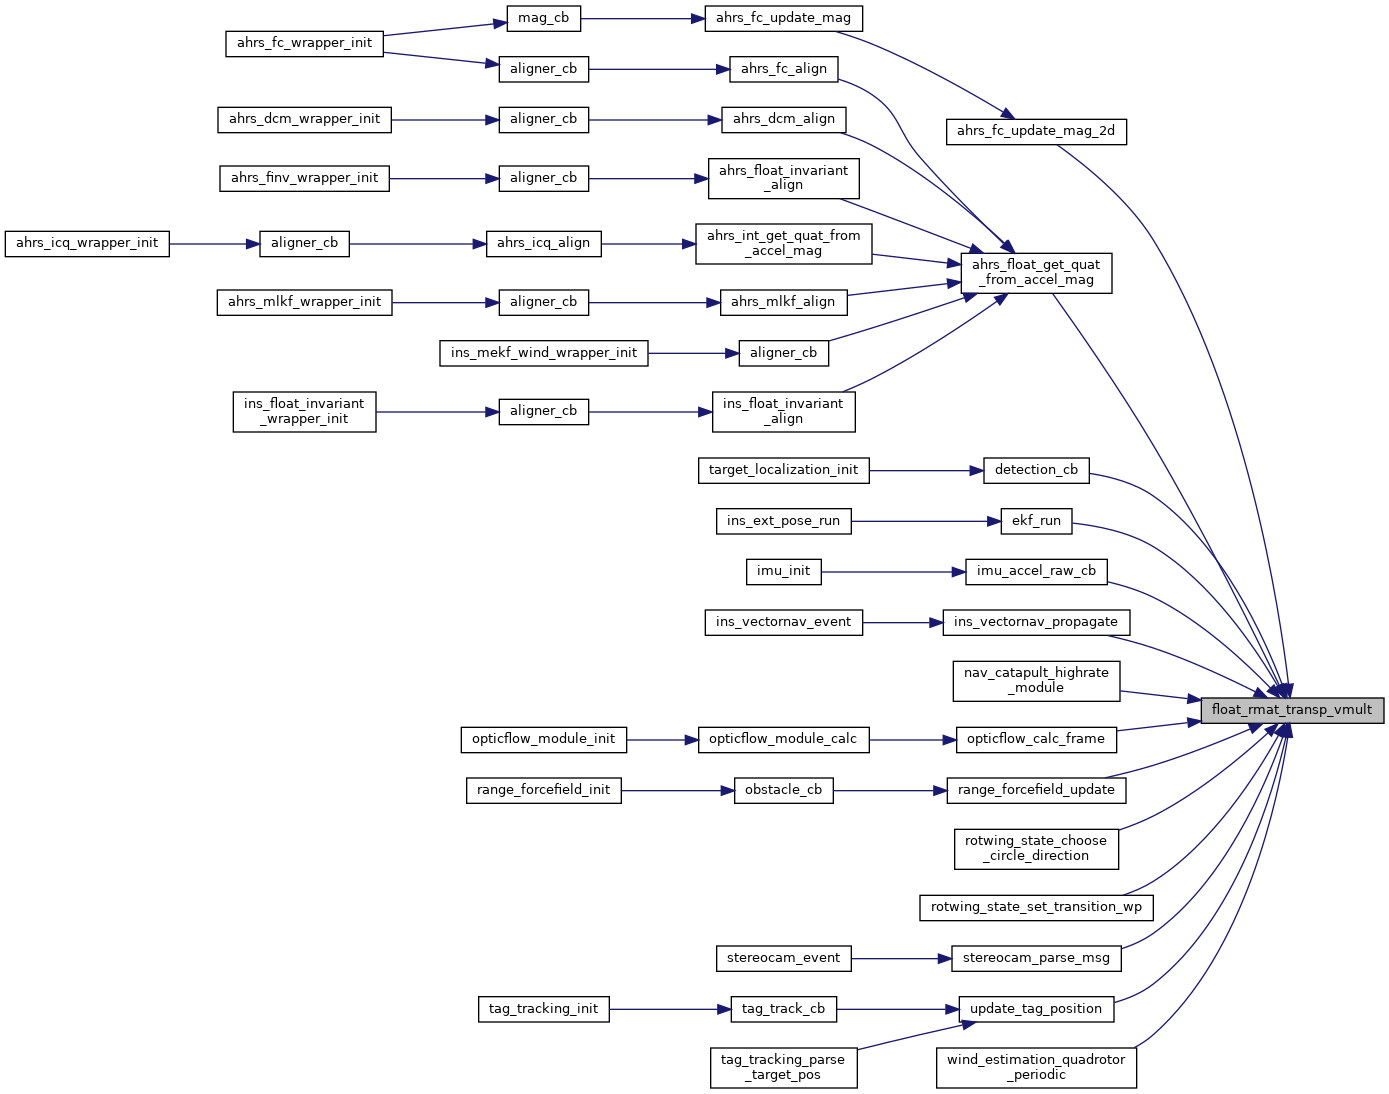 mag_cb
ahrs_fc_update_mag
ahrs_fc_wrapper_init
aligner_cb
ahrs_fc_align
ahrs_dcm_wrapper_init
aligner_cb
ahrs_dcm_align
ahrs_fc_update_mag_2d
ahrs_finv_wrapper_init
aligner_cb
ahrs_float_invariant
_align
ahrs_icq_wrapper_init
aligner_cb
ahrs_icq_align
ahrs_int_get_quat_from
_accel_mag
ahrs_float_get_quat
_from_accel_mag
ahrs_mlkf_wrapper_init
aligner_cb
ahrs_mlkf_align
ins_mekf_wind_wrapper_init
aligner_cb
ins_float_invariant
_wrapper_init
aligner_cb
ins_float_invariant
_align
target_localization_init
detection_cb
ins_ext_pose_run
ekf_run
imu_init
imu_accel_raw_cb
ins_vectornav_event
ins_vectornav_propagate
nav_catapult_highrate
_module
float_rmat_transp_vmult
opticflow_module_init
opticflow_module_calc
opticflow_calc_frame
range_forcefield_init
obstacle_cb
range_forcefield_update
rotwing_state_choose
_circle_direction
rotwing_state_set_transition_wp
stereocam_event
stereocam_parse_msg
tag_tracking_init
tag_track_cb
update_tag_position
tag_tracking_parse
_target_pos
wind_estimation_quadrotor
_periodic